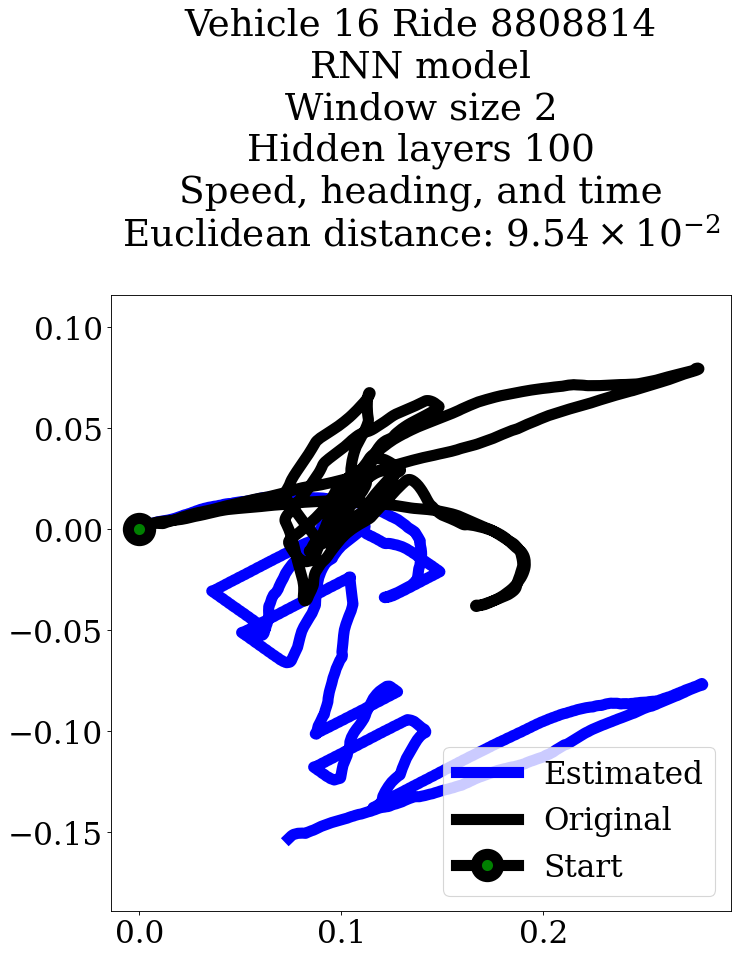 Vehicle 16 Ride 8808814
RNN model
Window size 2
Hidden layers 100
Speed, heading, and time
Euclidean distance: 9.54 × 10⁻²
0.10
0.05
0.00
−0.05
−0.10
−0.15
Estimated
Original
Start
0.0 0.1 0.2